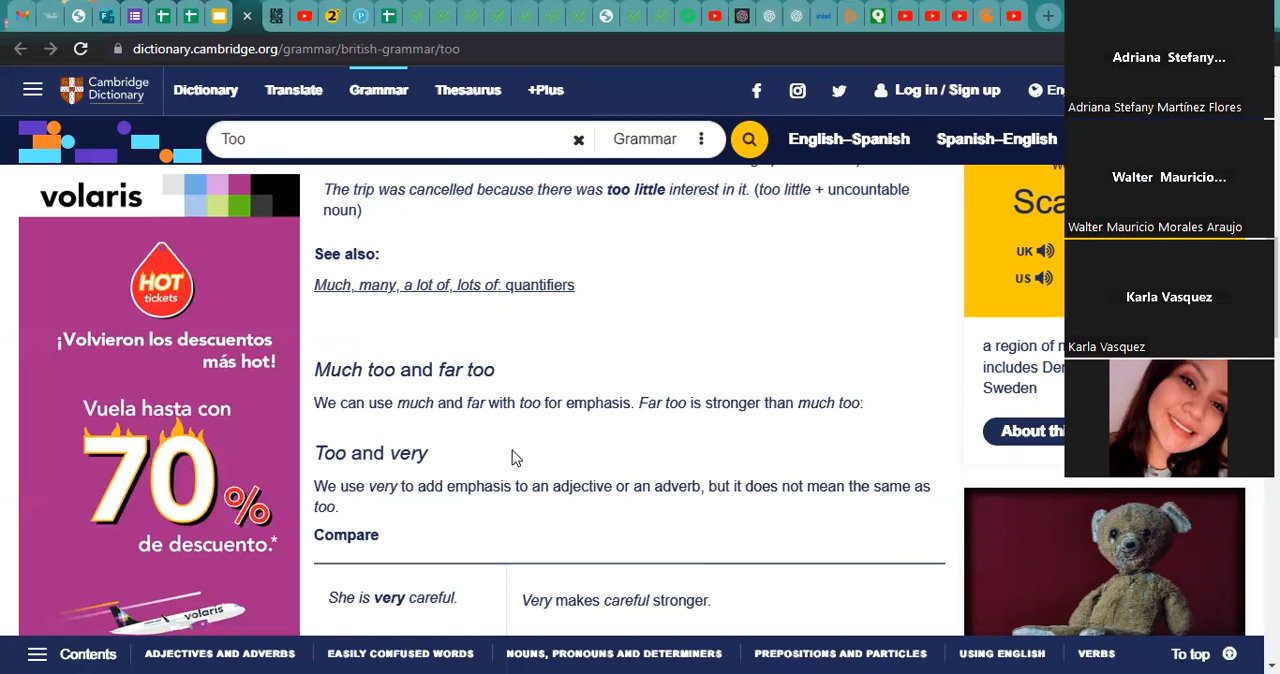 dictionary.cambridge.org/grammar/british-grammar/too
Cambridge
Dictionary
Dictionary
Translate
Grammar
Thesaurus
+Plus
Log in / Sign up
En
Too
Grammar
English–Spanish
Spanish–English
The trip was cancelled because there was too little interest in it. (too little + uncountable
noun)
See also:
Much, many, a lot of, lots of: quantifiers
Much too and far too
We can use much and far with too for emphasis. Far too is stronger than much too:
Too and very
We use very to add emphasis to an adjective or an adverb, but it does not mean the same as
too.
Compare
She is very careful.
Very makes careful stronger.
volaris
HOT
tickets
¡Volvieron los descuentos
más hot!
Vuela hasta con
70%
de descuento.*
volaris
Sca
UK
US
a region of n
includes Der
Sweden
About thi
Adriana Stefany...
Adriana Stefany Martínez Flores
Walter Mauricio...
Walter Mauricio Morales Araujo
Karla Vasquez
Karla Vasquez
Contents
ADJECTIVES AND ADVERBS
EASILY CONFUSED WORDS
NOUNS, PRONOUNS AND DETERMINERS
PREPOSITIONS AND PARTICLES
USING ENGLISH
VERBS
To top